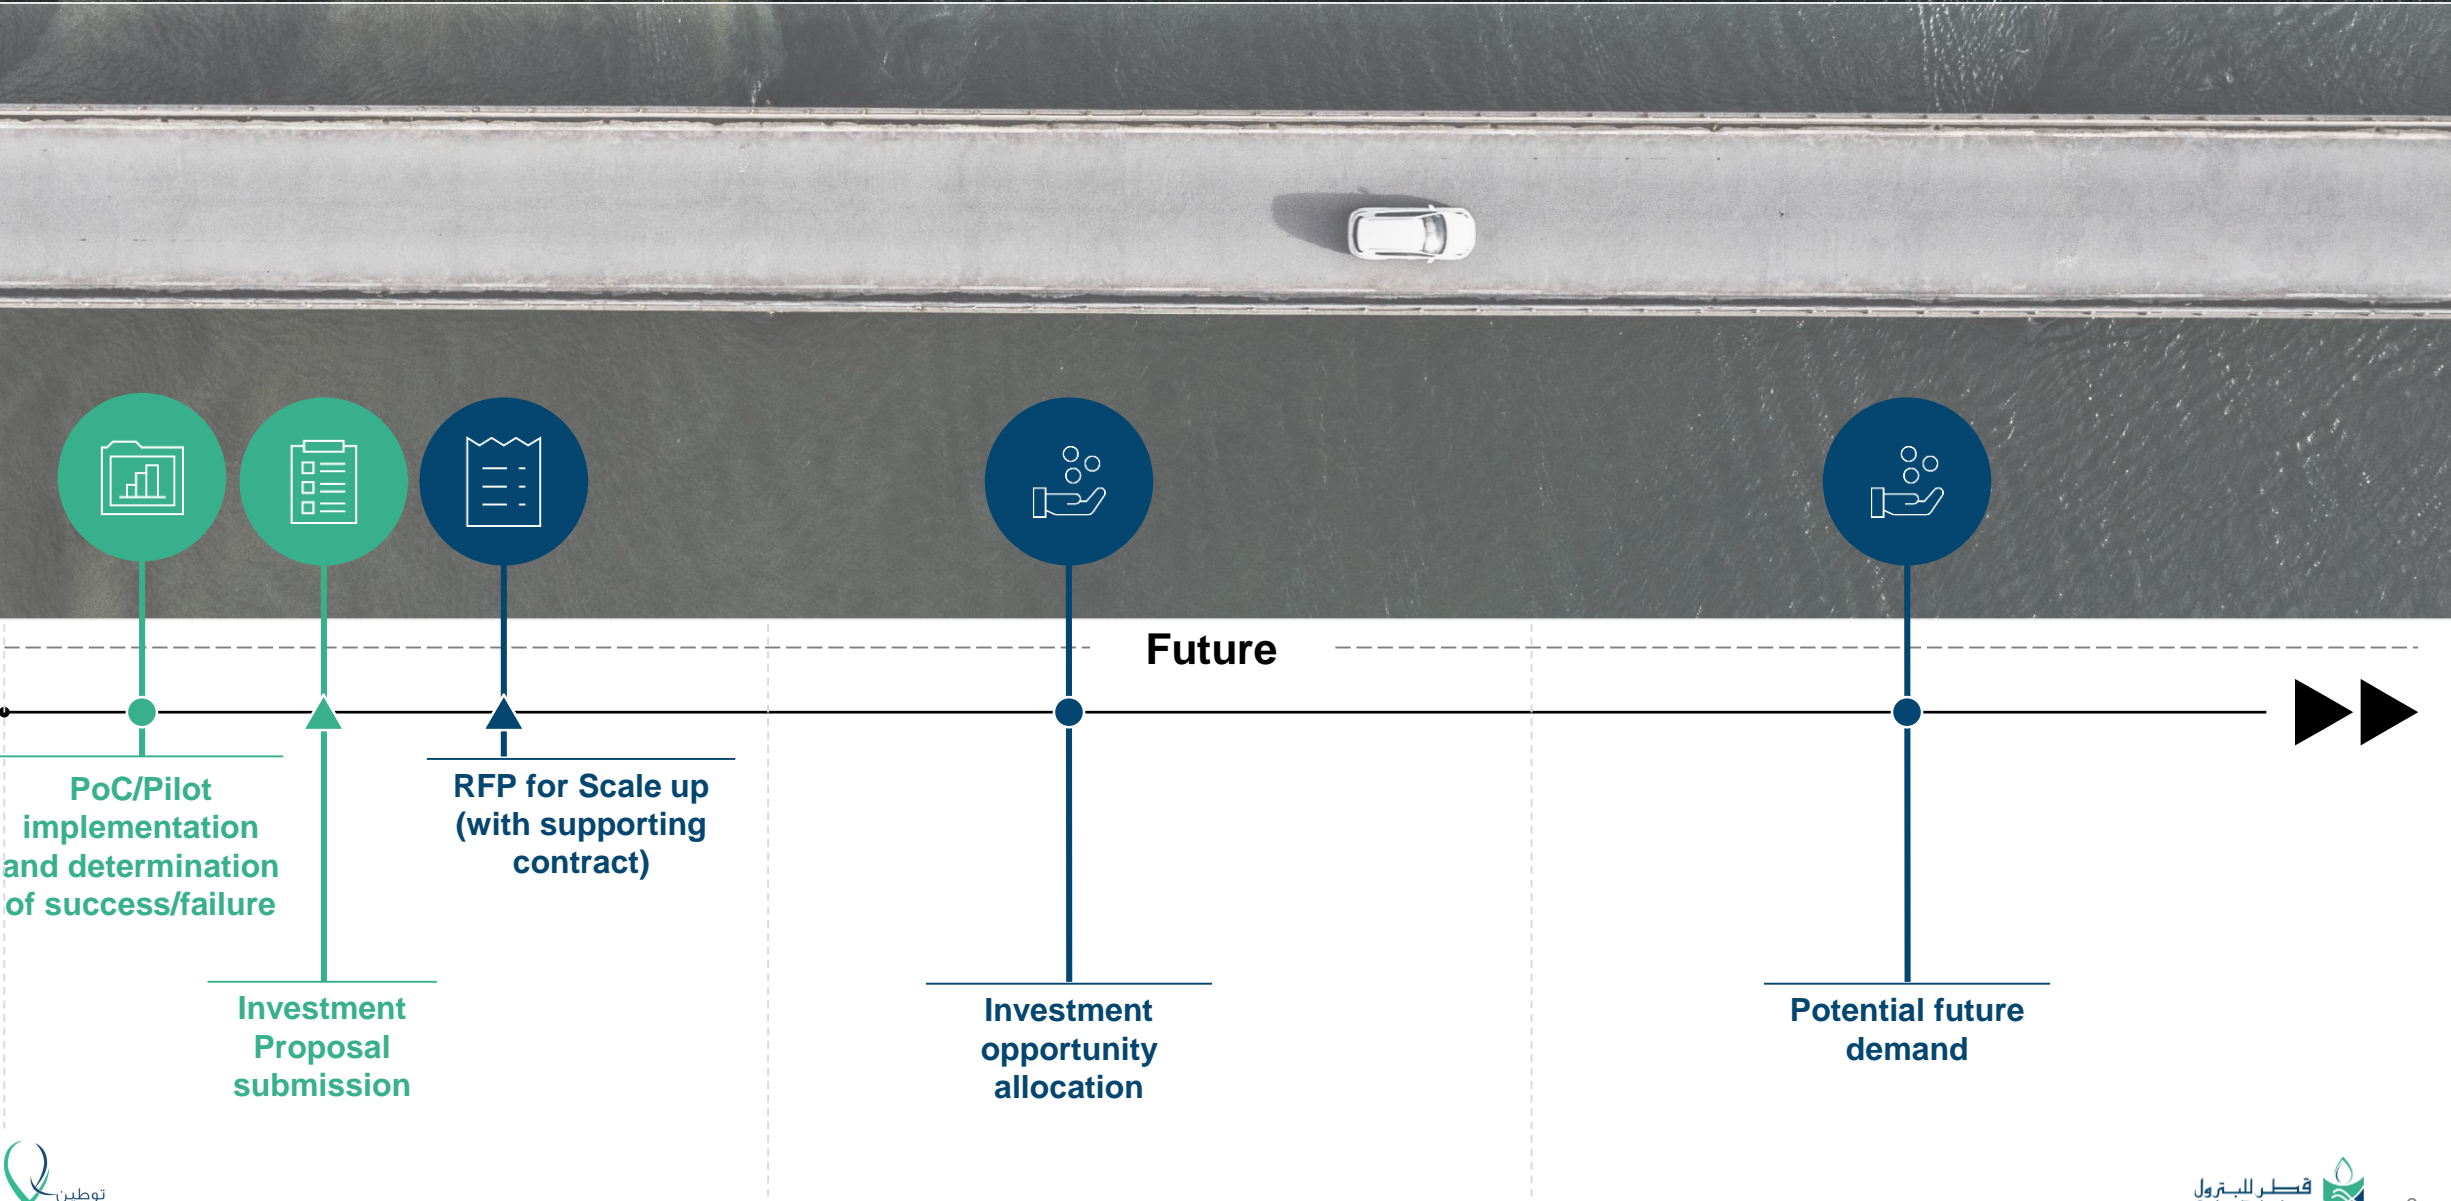 Future
PoC/Pilot
implementation
and determination
of success/failure
RFP for Scale up
(with supporting
contract)
Investment
Proposal
submission
Investment
opportunity
allocation
Potential future
demand
توطين
قطر للبترول